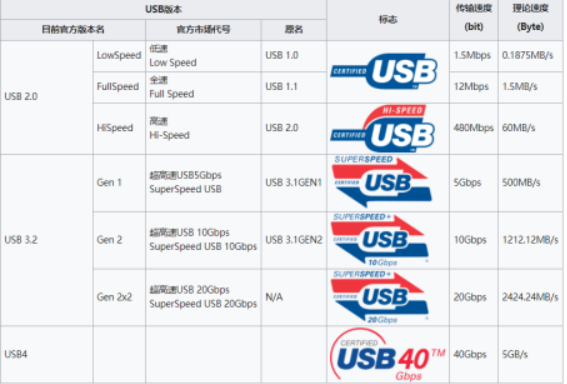 USB版本
标志
传输速度
(bit)
理论速度
(Byte)
目前官方版本名
官方市场代号
原名
USB 2.0
LowSpeed
低速
Low Speed
USB 1.0
CERTIFIED USB
1.5Mbps
0.1875MB/s
FullSpeed
全速
Full Speed
USB 1.1
12Mbps
1.5MB/s
HiSpeed
高速
Hi-Speed
USB 2.0
HI-SPEED
CERTIFIED USB
480Mbps
60MB/s
USB 3.2
Gen 1
超高速USB5Gbps
SuperSpeed USB
USB 3.1GEN1
SUPERSPEED
CERTIFIED USB
5Gbps
500MB/s
Gen 2
超高速USB 10Gbps
SuperSpeed USB 10Gbps
USB 3.1GEN2
SUPERSPEED+
CERTIFIED USB
10Gbps
10Gbps
1212.12MB/s
Gen 2x2
超高速USB 20Gbps
SuperSpeed USB 20Gbps
N/A
SUPERSPEED+
CERTIFIED USB
20Gbps
20Gbps
2424.24MB/s
USB4
CERTIFIED
USB 40™
Gbps
40Gbps
5GB/s